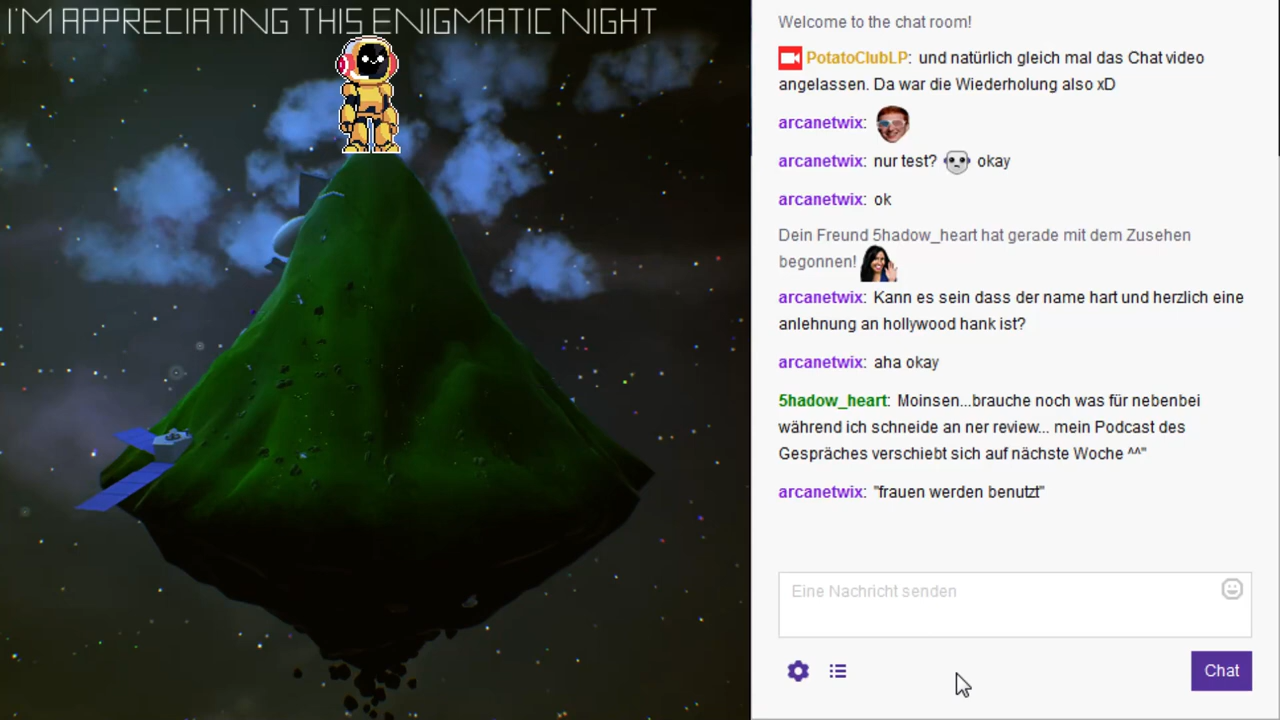 I'M APPRECIATING THIS ENIGMATIC NIGHT
Welcome to the chat room!
PotatoClubLP: und natürlich gleich mal das Chat video
angelassen. Da war die Wiederholung also xD
arcanetwix:
arcanetwix: nur test? okay
arcanetwix: ok
Dein Freund 5hadow_heart hat gerade mit dem Zusehen
begonnen!
arcanetwix: Kann es sein dass der name hart und herzlich eine
anlehnung an hollywood hank ist?
arcanetwix: aha okay
5hadow_heart: Moinsen...brauche noch was für nebenbei
während ich schneide an ner review... mein Podcast des
Gespräches verschiebt sich auf nächste Woche ^^"
arcanetwix: "frauen werden benutzt"
Eine Nachricht senden
Chat